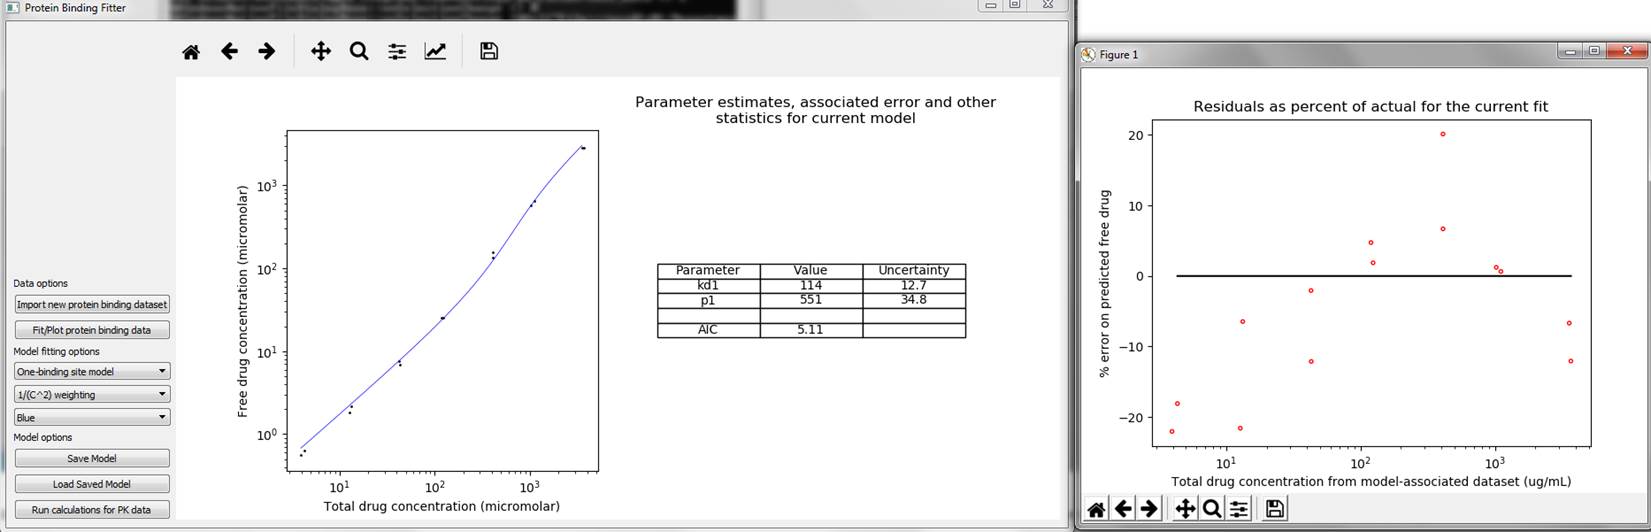 Protein Binding Fitter
Data options
Import new protein binding dataset
Fit/Plot protein binding data
Model fitting options
One-binding site model
1/(C^2) weighting
Blue
Model options
Save Model
Load Saved Model
Run calculations for PK data
Free drug concentration (micromolar)
10^3
10^2
10^1
10^0
10^1 10^2 10^3
Total drug concentration (micromolar)
Parameter estimates, associated error and other
statistics for current model
Parameter Value Uncertainty
kd1 114 12.7
p1 551 34.8
AIC 5.11
Figure 1
Residuals as percent of actual for the current fit
% error on predicted free drug
20
10
0
−10
−20
10^1 10^2 10^3
Total drug concentration from model-associated dataset (ug/mL)